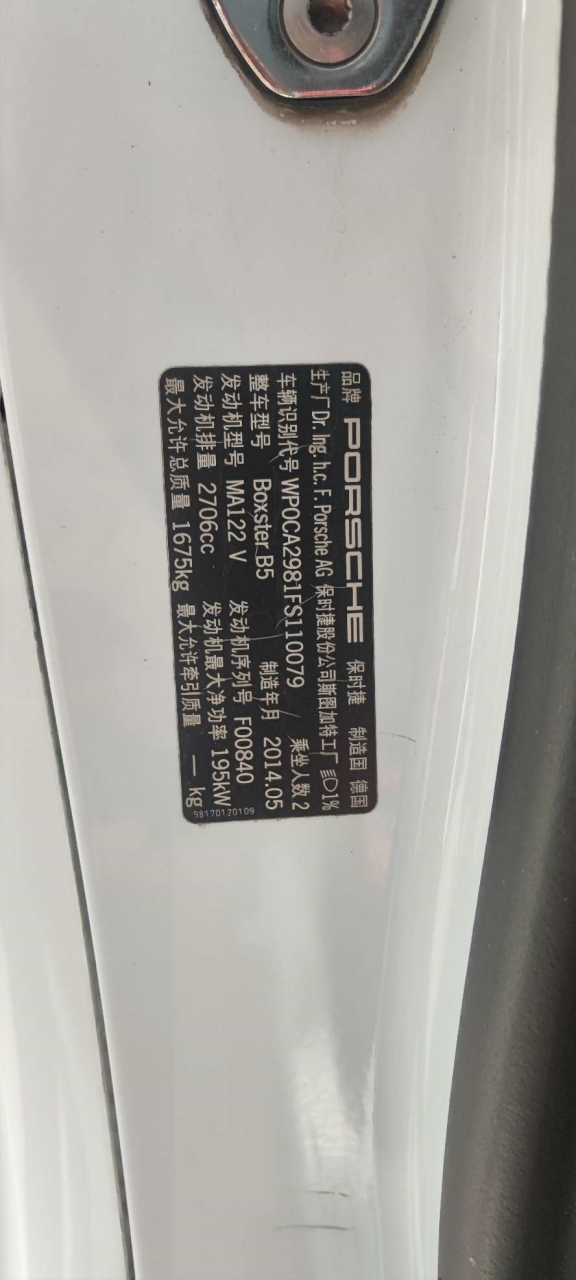 品牌 PORSCHE 保时捷 制造国 德国
生产厂Dr. Ing. h.c. F. Porsche AG 保时捷股份公司斯图加特工厂 1%
车辆识别代号 WP0CA2981FS110079 乘坐人数 2
整车型号 Boxster B5 制造年月 2014.05
发动机型号 MA122 V 发动机序列号 F00840
发动机排量 2706cc 发动机最大净功率 195kW
最大允许总质量 1675kg 最大允许牵引质量 — kg
98170120109